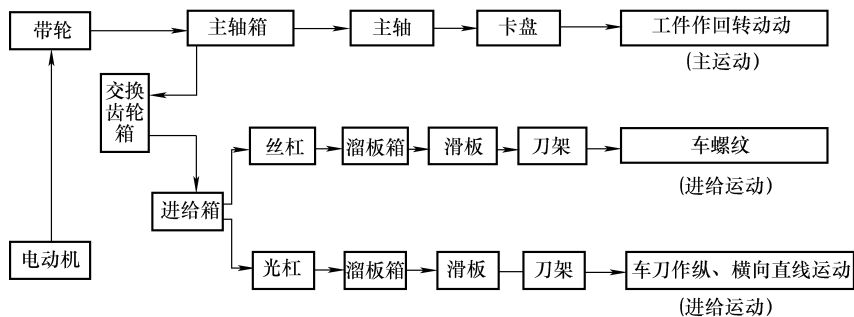 带轮
主轴箱
主轴
卡盘
工件作回转动动
(主运动)
交换
齿轮
箱
丝杠
溜板箱
滑板
刀架
车螺纹
(进给运动)
进给箱
电动机
光杠
溜板箱
滑板
刀架
车刀作纵、横向直线运动
(进给运动)